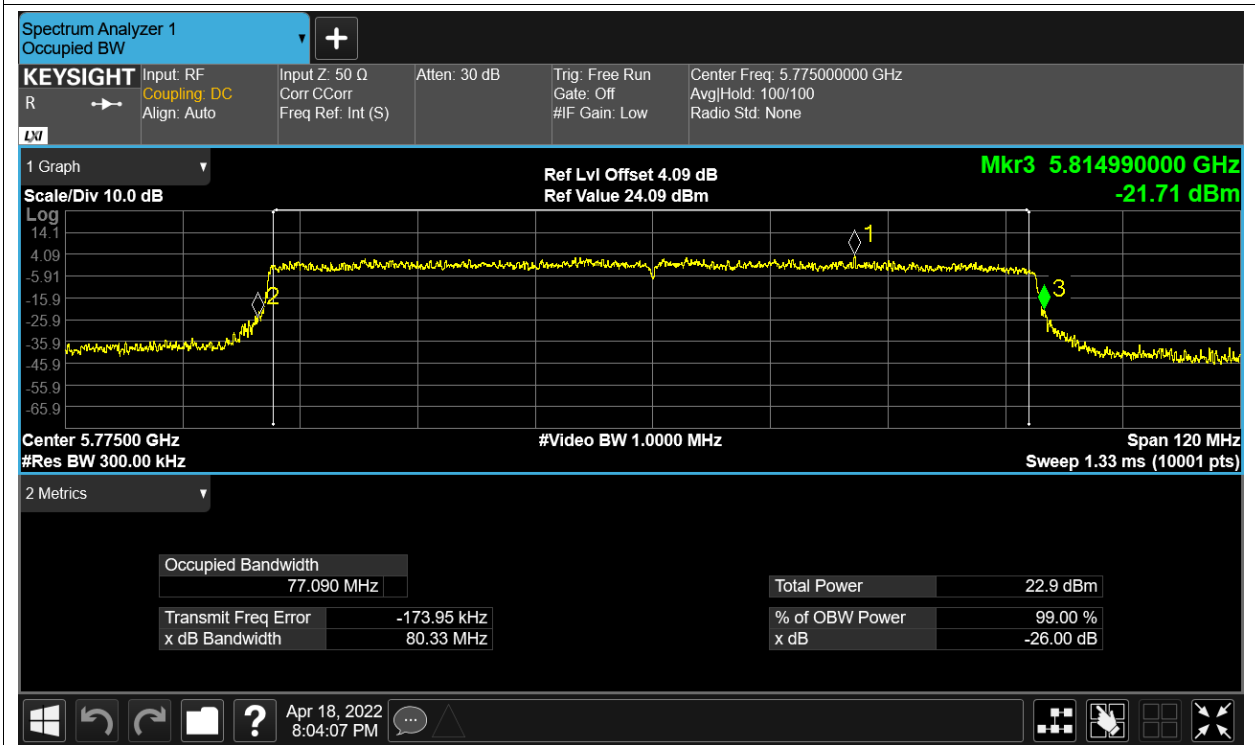 Spectrum Analyzer 1
Occupied BW
KEYSIGHT
R
LXI
Input: RF
Coupling: DC
Align: Auto
Input Z: 50 Ω
Corr CCorr
Freq Ref: Int (S)
Atten: 30 dB
Trig: Free Run
Gate: Off
#IF Gain: Low
Center Freq: 5.775000000 GHz
Avg|Hold: 100/100
Radio Std: None
1 Graph
Scale/Div 10.0 dB
Ref Lvl Offset 4.09 dB
Ref Value 24.09 dBm
Mkr3 5.814990000 GHz
-21.71 dBm
Log
14.1
4.09
-5.91
-15.9
-25.9
-35.9
-45.9
-55.9
-65.9
1
2
3
Center 5.77500 GHz
#Video BW 1.0000 MHz
Span 120 MHz
#Res BW 300.00 kHz
Sweep 1.33 ms (10001 pts)
2 Metrics
Occupied Bandwidth
77.090 MHz
Transmit Freq Error -173.95 kHz
x dB Bandwidth 80.33 MHz
Total Power 22.9 dBm
% of OBW Power 99.00 %
x dB -26.00 dB
?
Apr 18, 2022
8:04:07 PM